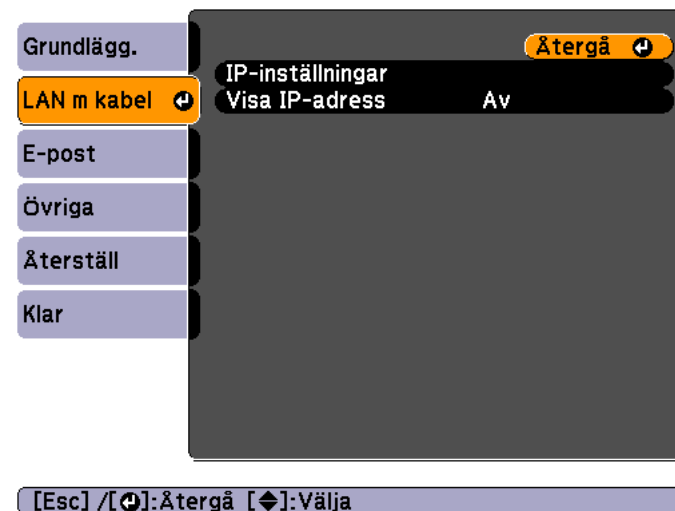 Grundlägg.
LAN m kabel
E-post
Övriga
Återställ
Klar
Återgå
IP-inställningar
Visa IP-adress Av
[Esc] /[⏎]:Återgå [◆]:Välja